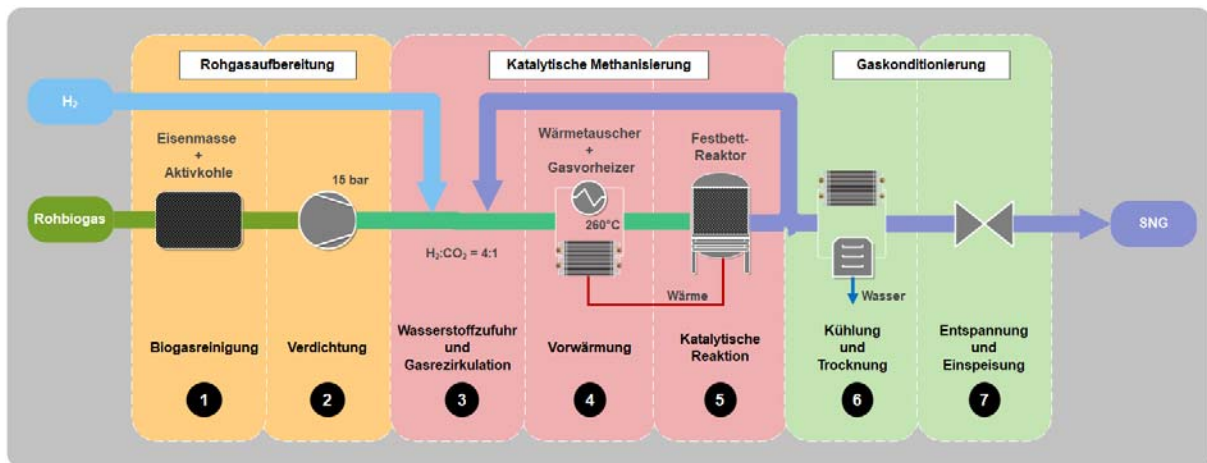 Rohgasaufbereitung
Katalytische Methanisierung
Gaskonditionierung
H₂
Eisenmasse
+
Aktivkohle
15 bar
Wärmetauscher
+
Gasvorheizer
Festbett-
Reaktor
Rohbiogas
260°C
SNG
H₂:CO₂ = 4:1
Wärme
Wasser
Biogasreinigung
Verdichtung
Wasserstoffzufuhr
und
Gasrezirkulation
Vorwärmung
Katalytische
Reaktion
Kühlung
und
Trocknung
Entspannung
und
Einspeisung
1
2
3
4
5
6
7